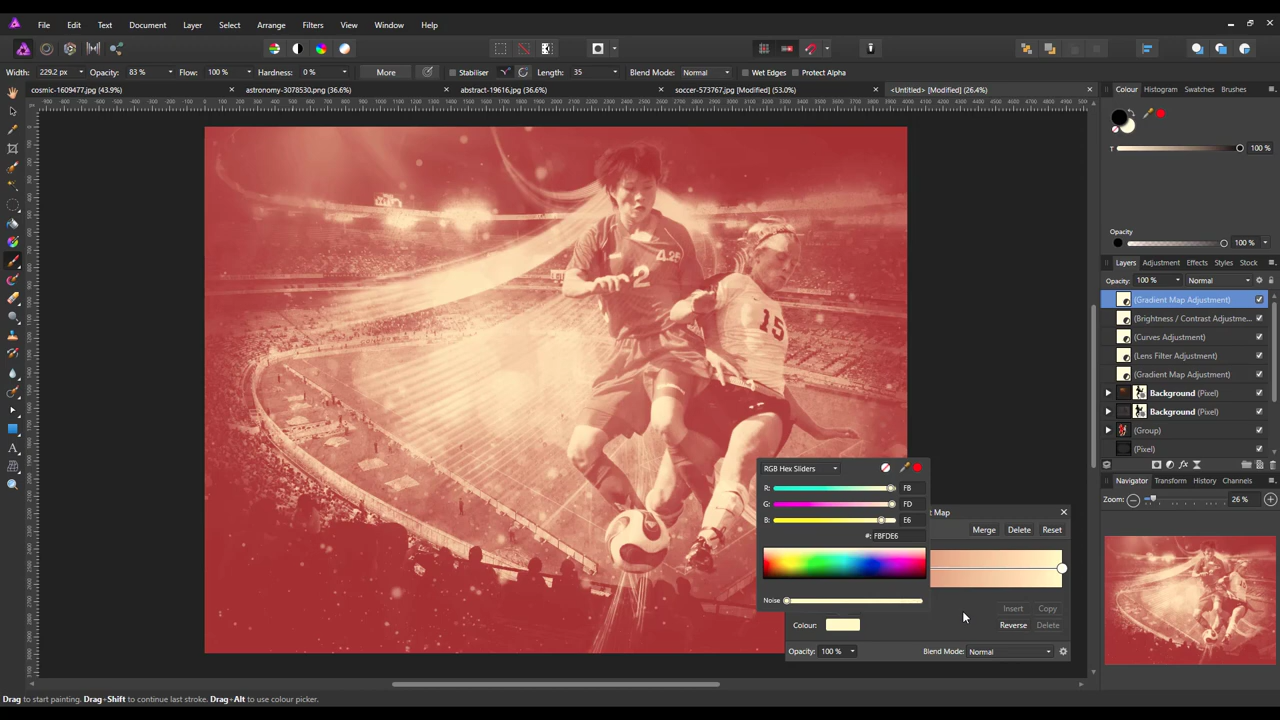 File Edit Text Document Layer Select Arrange Filters View Window Help
Width: 229.2 px Opacity: 83 % Flow: 100 % Hardness: 0 % More Stabiliser Length: 35 Blend Mode: Normal Wet Edges Protect Alpha
cosmic-1609477.jpg (43.9%) astronomy-3078530.png (36.6%) abstract-19616.jpg (36.6%) soccer-573767.jpg [Modified] (53.0%) <Untitled> [Modified] (26.4%)
Colour Histogram Swatches Brushes
T 100 %
Opacity
100 %
Layers Adjustment Effects Styles Stock
Opacity: 100 % Normal
(Gradient Map Adjustment)
(Brightness / Contrast Adjustme...
(Curves Adjustment)
(Lens Filter Adjustment)
(Gradient Map Adjustment)
Background (Pixel)
Background (Pixel)
(Group)
(Pixel)
Navigator Transform History Channels
Zoom: 26 %
4.25
2
15
RGB Hex Sliders
R: FB
G: FD
B: E6
#: FBFDE6
Noise
Map
Merge Delete Reset
Insert Copy
Colour: Reverse Delete
Opacity: 100 % Blend Mode: Normal
Drag to start painting. Drag+Shift to continue last stroke. Drag+Alt to use colour picker.